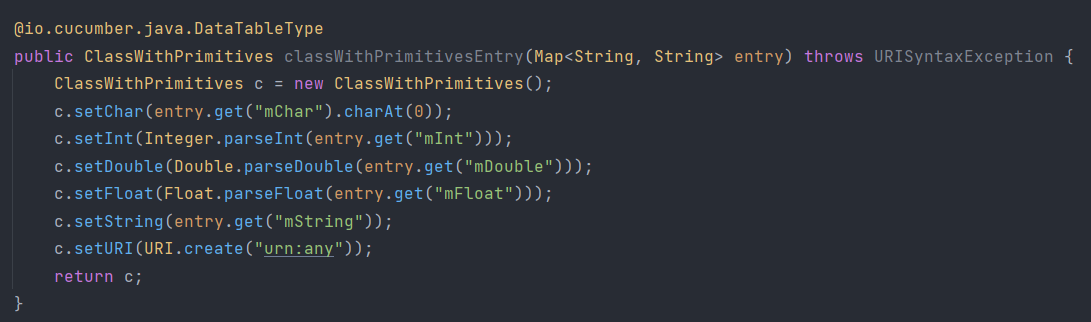 @io.cucumber.java.DataTableType
public ClassWithPrimitives classWithPrimitivesEntry(Map<String, String> entry) throws URISyntaxException {
    ClassWithPrimitives c = new ClassWithPrimitives();
    c.setChar(entry.get("mChar").charAt(0));
    c.setInt(Integer.parseInt(entry.get("mInt")));
    c.setDouble(Double.parseDouble(entry.get("mDouble")));
    c.setFloat(Float.parseFloat(entry.get("mFloat")));
    c.setString(entry.get("mString"));
    c.setURI(URI.create("urn:any"));
    return c;
}